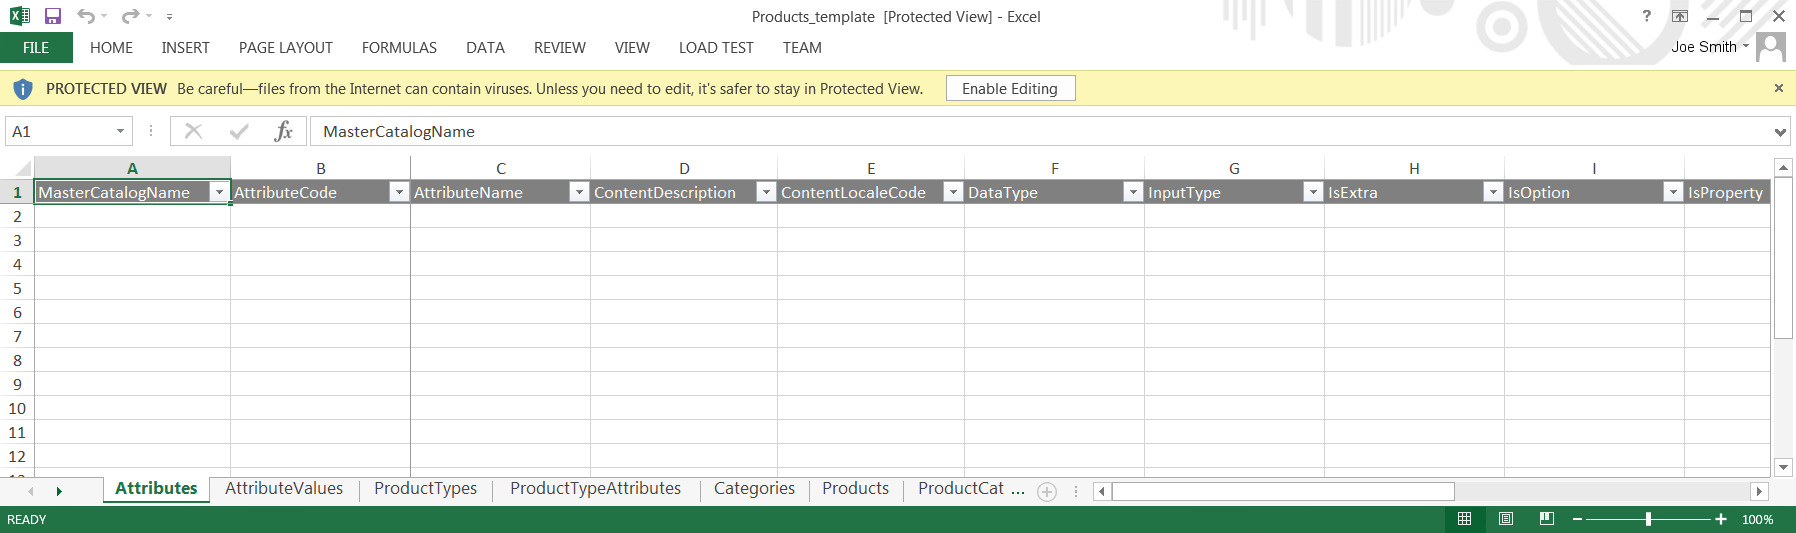 Products_template [Protected View] - Excel
?
FILE HOME INSERT PAGE LAYOUT FORMULAS DATA REVIEW VIEW LOAD TEST TEAM Joe Smith
PROTECTED VIEW Be careful—files from the Internet can contain viruses. Unless you need to edit, it's safer to stay in Protected View. Enable Editing
A1 fx MasterCatalogName
A B C D E F G H I
1 MasterCatalogName AttributeCode AttributeName ContentDescription ContentLocaleCode DataType InputType IsExtra IsOption IsProperty
2
3
4
5
6
7
8
9
10
11
12
Attributes AttributeValues ProductTypes ProductTypeAttributes Categories Products ProductCat ...
READY 100%